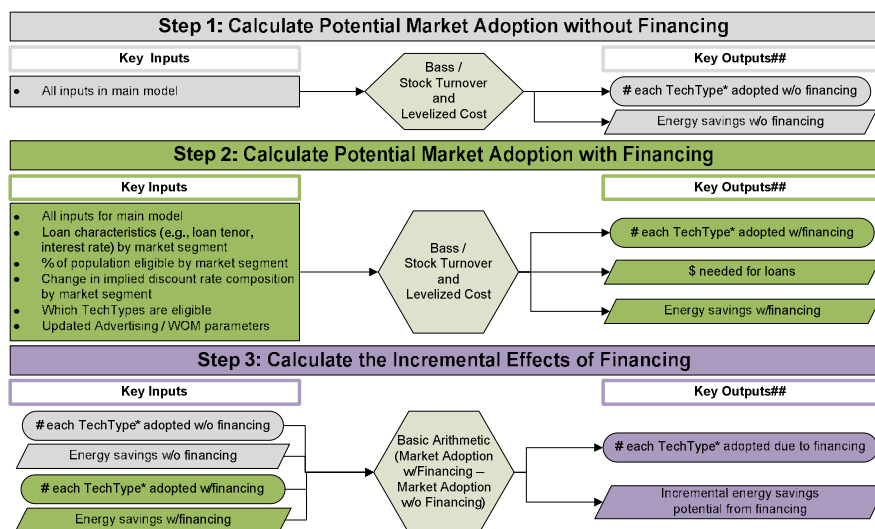 Step 1: Calculate Potential Market Adoption without Financing
Key Inputs
• All inputs in main model
Bass /
Stock Turnover
and
Levelized Cost
Key Outputs##
# each TechType* adopted w/o financing
Energy savings w/o financing
Step 2: Calculate Potential Market Adoption with Financing
Key Inputs
• All inputs for main model
• Loan characteristics (e.g., loan tenor,
interest rate) by market segment
• % of population eligible by market segment
• Change in implied discount rate composition
by market segment
• Which TechTypes are eligible
• Updated Advertising / WOM parameters
Bass /
Stock Turnover
and
Levelized Cost
Key Outputs##
# each TechType* adopted w/financing
$ needed for loans
Energy savings w/financing
Step 3: Calculate the Incremental Effects of Financing
Key Inputs
# each TechType* adopted w/o financing
Energy savings w/o financing
# each TechType* adopted w/financing
Energy savings w/financing
Basic Arithmetic
(Market Adoption
w/Financing –
Market Adoption
w/o Financing)
Key Outputs##
# each TechType* adopted due to financing
Incremental energy savings
potential from financing